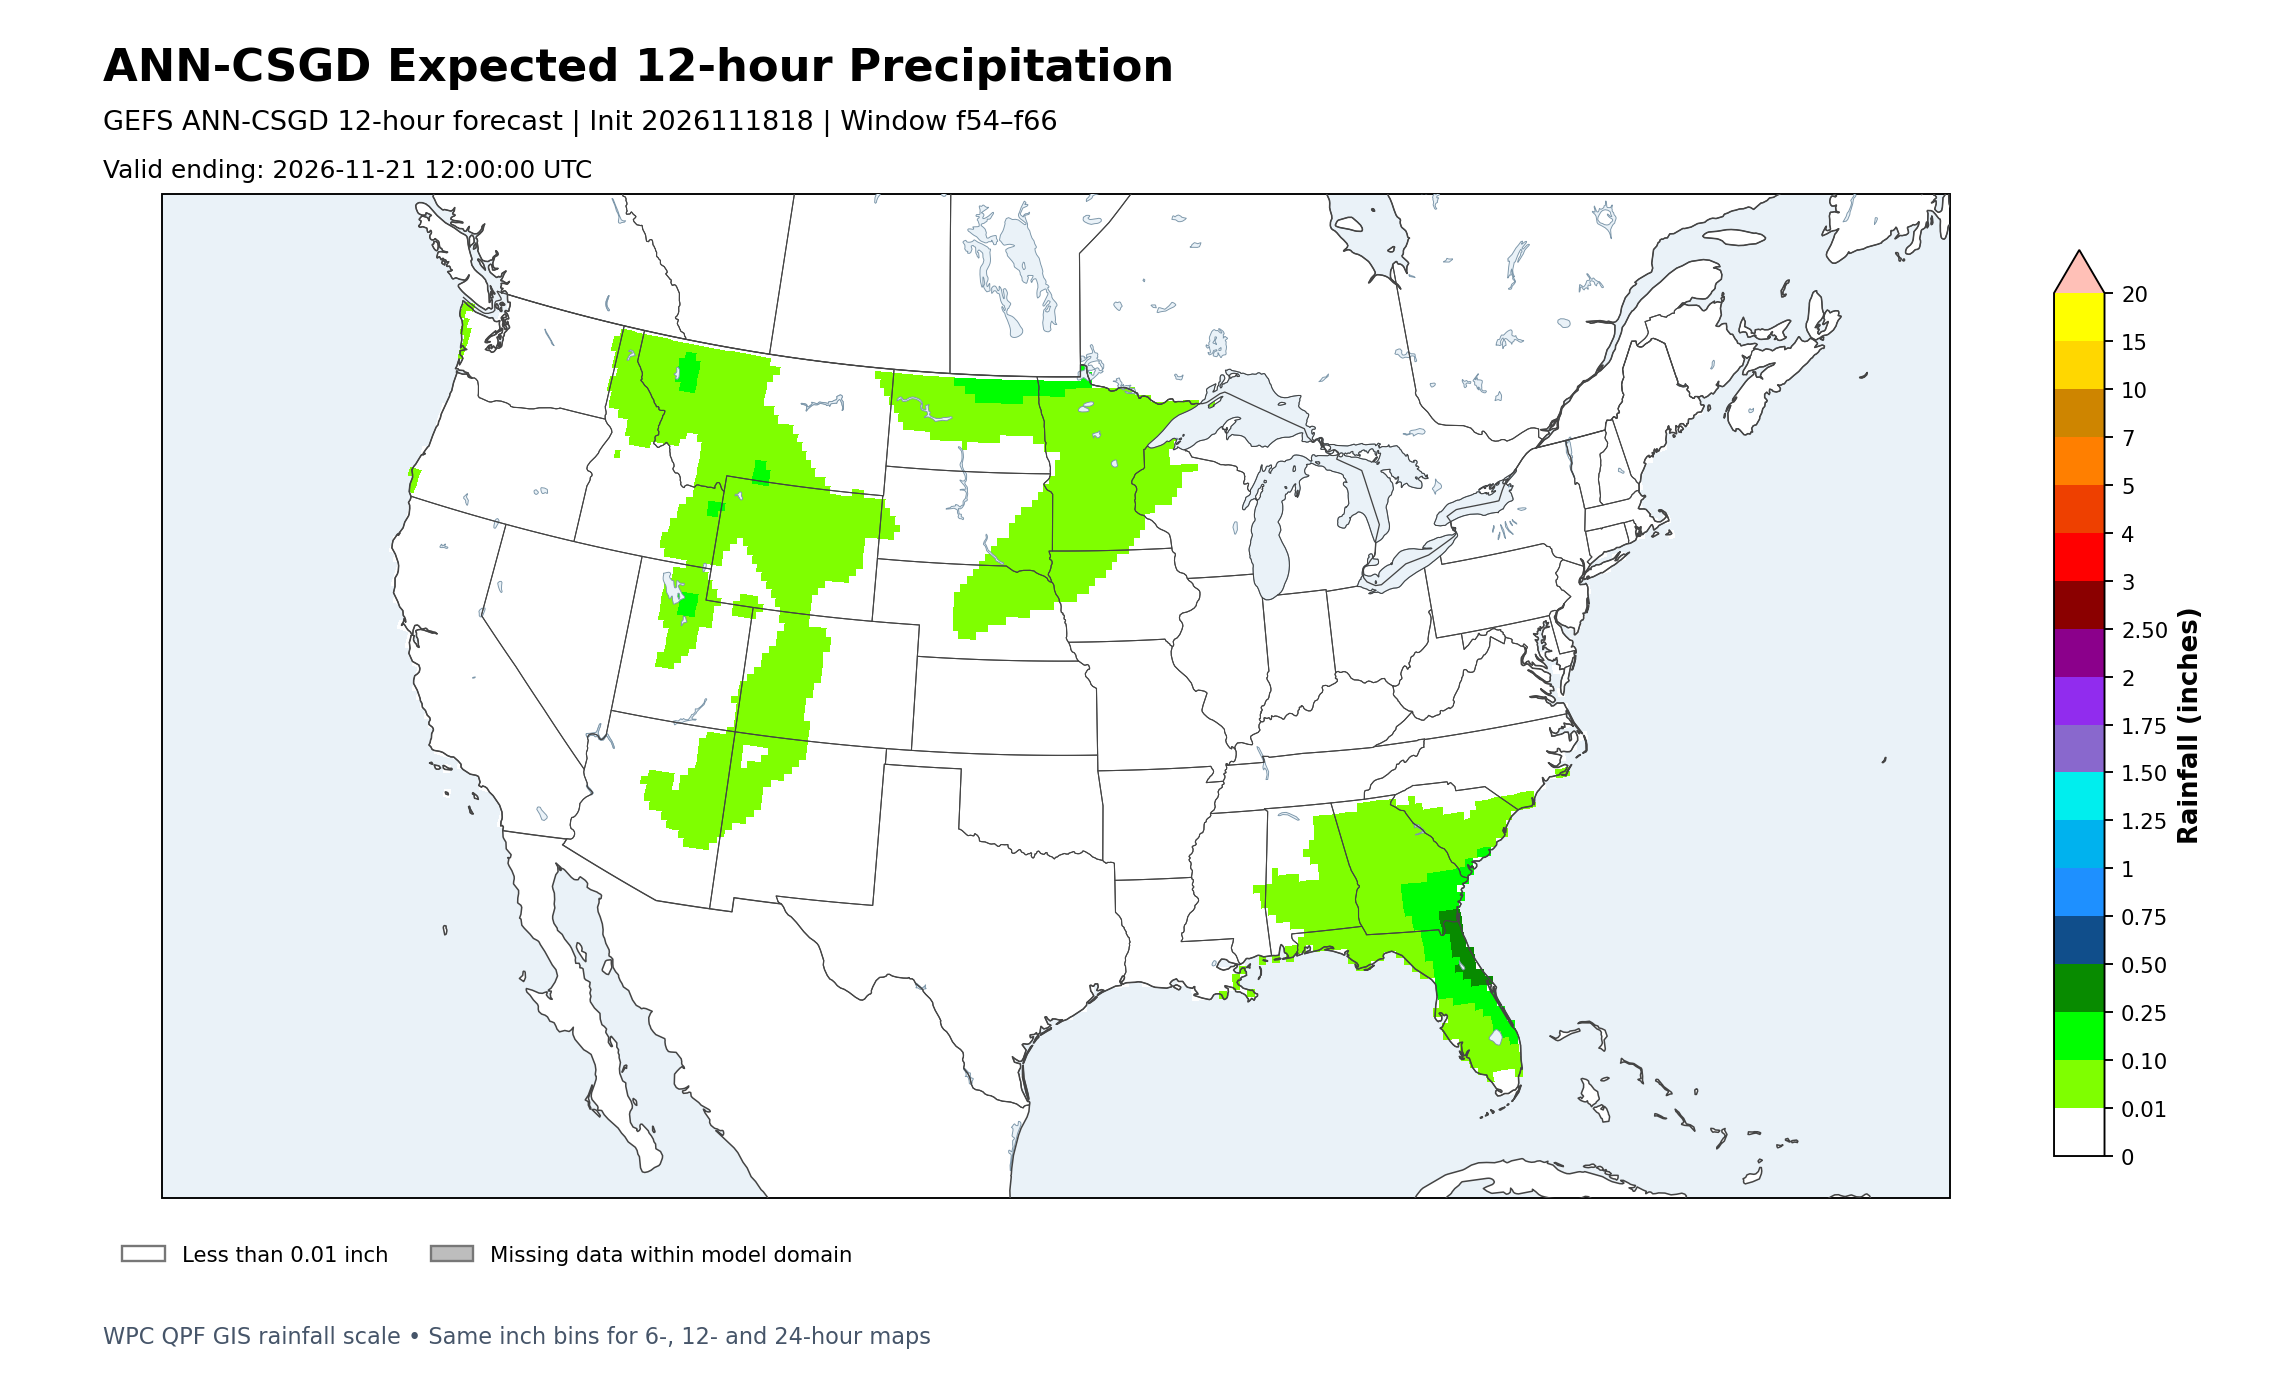 ANN-CSGD Expected 12-hour Precipitation
GEFS ANN-CSGD 12-hour forecast | Init 2026111818 | Window f54–f66
Valid ending: 2026-11-21 12:00:00 UTC
20
15
10
7
5
4
3
2.50
2
1.75
1.50
1.25
1
0.75
0.50
0.25
0.10
0.01
0
Rainfall (inches)
Less than 0.01 inch
Missing data within model domain
WPC QPF GIS rainfall scale • Same inch bins for 6-, 12- and 24-hour maps